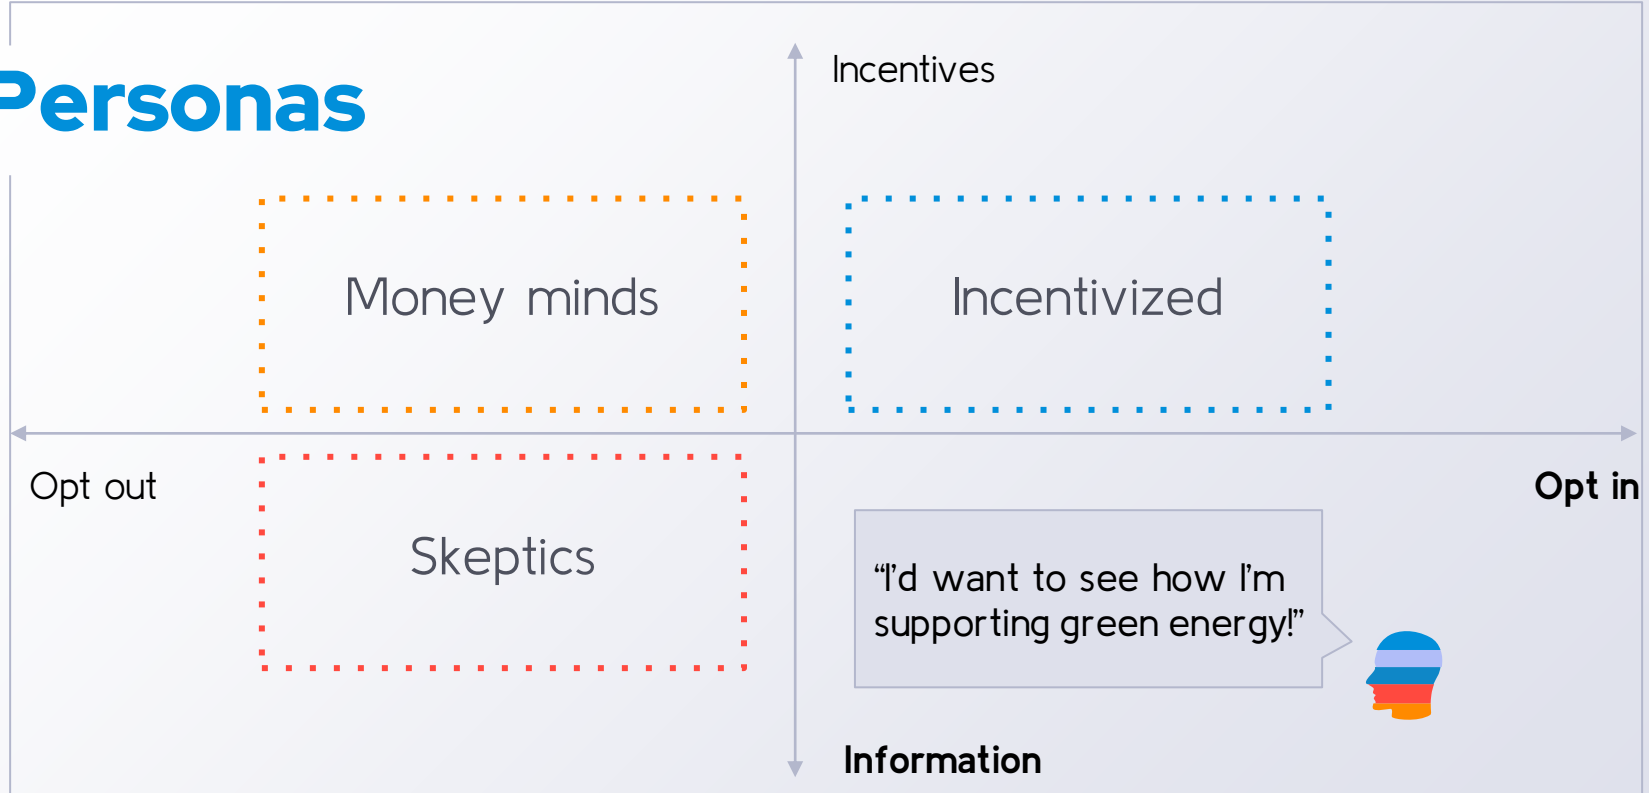 Personas
Incentives
Money minds
Incentivized
Opt out
Opt in
Skeptics
“I’d want to see how I’m
supporting green energy!”
Information